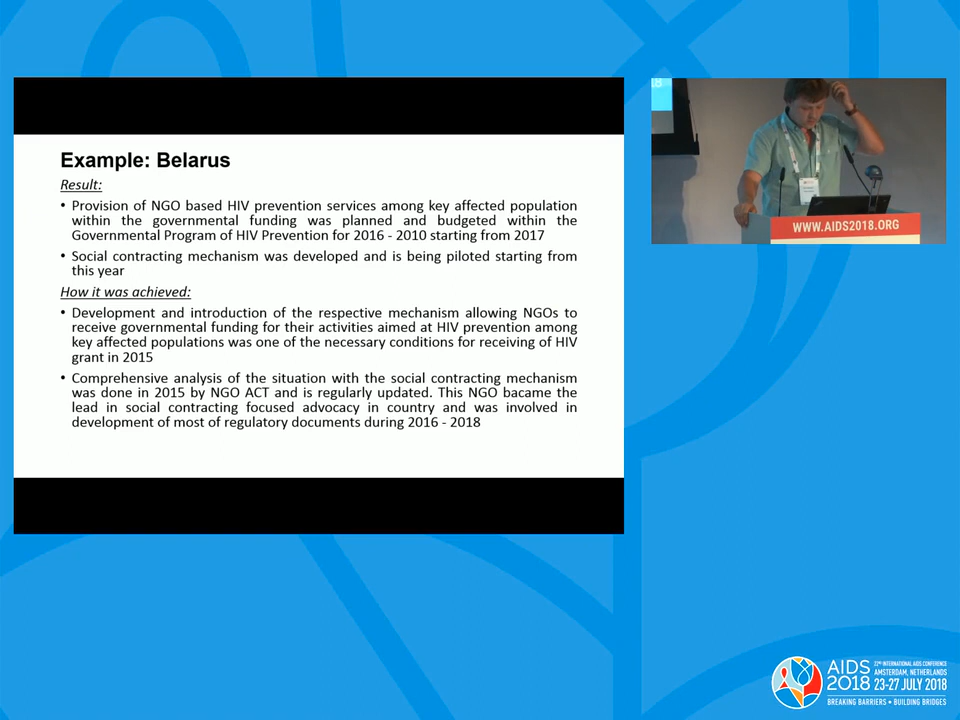 Example: Belarus
Result:
• Provision of NGO based HIV prevention services among key affected population
within the governmental funding was planned and budgeted within the
Governmental Program of HIV Prevention for 2016 - 2010 starting from 2017
• Social contracting mechanism was developed and is being piloted starting from
this year
How it was achieved:
• Development and introduction of the respective mechanism allowing NGOs to
receive governmental funding for their activities aimed at HIV prevention among
key affected populations was one of the necessary conditions for receiving of HIV
grant in 2015
• Comprehensive analysis of the situation with the social contracting mechanism
was done in 2015 by NGO ACT and is regularly updated. This NGO bacame the
lead in social contracting focused advocacy in country and was involved in
development of most of regulatory documents during 2016 - 2018
WWW.AIDS2018.ORG
AIDS
2018
22ND INTERNATIONAL AIDS CONFERENCE
AMSTERDAM, NETHERLANDS
23-27 JULY 2018
BREAKING BARRIERS • BUILDING BRIDGES